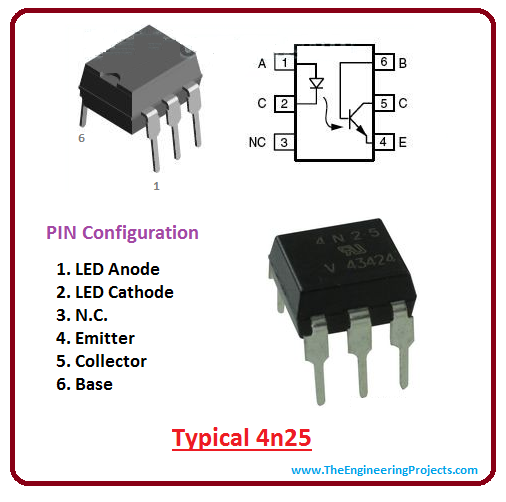 A 1 6 B
C 2 5 C
NC 3 4 E
6
1
PIN Configuration
1. LED Anode
2. LED Cathode
3. N.C.
4. Emitter
5. Collector
6. Base
4N25
V 43424
Typical 4n25
www.TheEngineeringProjects.com